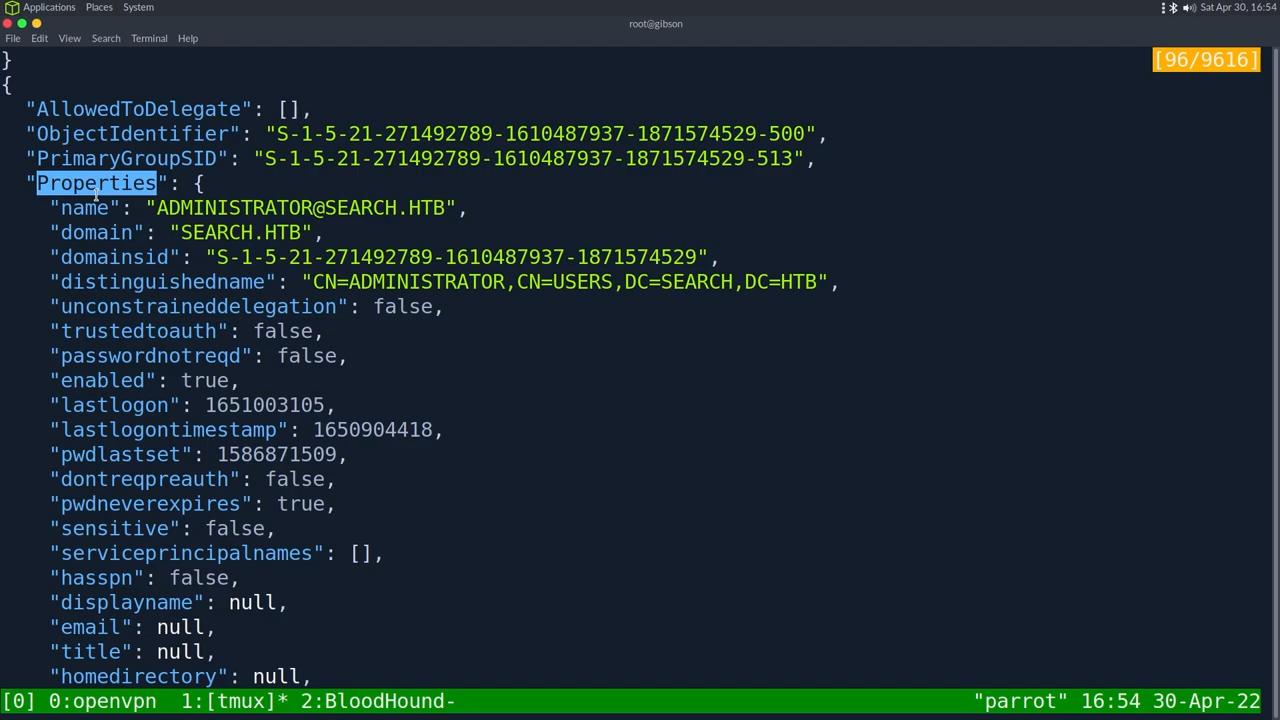 Applications Places System Sat Apr 30, 16:54
root@gibson
File Edit View Search Terminal Help
} [96/9616]
{
"AllowedToDelegate": [],
"ObjectIdentifier": "S-1-5-21-271492789-1610487937-1871574529-500",
"PrimaryGroupSID": "S-1-5-21-271492789-1610487937-1871574529-513",
"Properties": {
"name": "ADMINISTRATOR@SEARCH.HTB",
"domain": "SEARCH.HTB",
"domainsid": "S-1-5-21-271492789-1610487937-1871574529",
"distinguishedname": "CN=ADMINISTRATOR,CN=USERS,DC=SEARCH,DC=HTB",
"unconstraineddelegation": false,
"trustedtoauth": false,
"passwordnotreqd": false,
"enabled": true,
"lastlogon": 1651003105,
"lastlogontimestamp": 1650904418,
"pwdlastset": 1586871509,
"dontreqpreauth": false,
"pwdneverexpires": true,
"sensitive": false,
"serviceprincipalnames": [],
"hasspn": false,
"displayname": null,
"email": null,
"title": null,
"homedirectory": null,
[0] 0:openvpn 1:[tmux]* 2:BloodHound- "parrot" 16:54 30-Apr-22